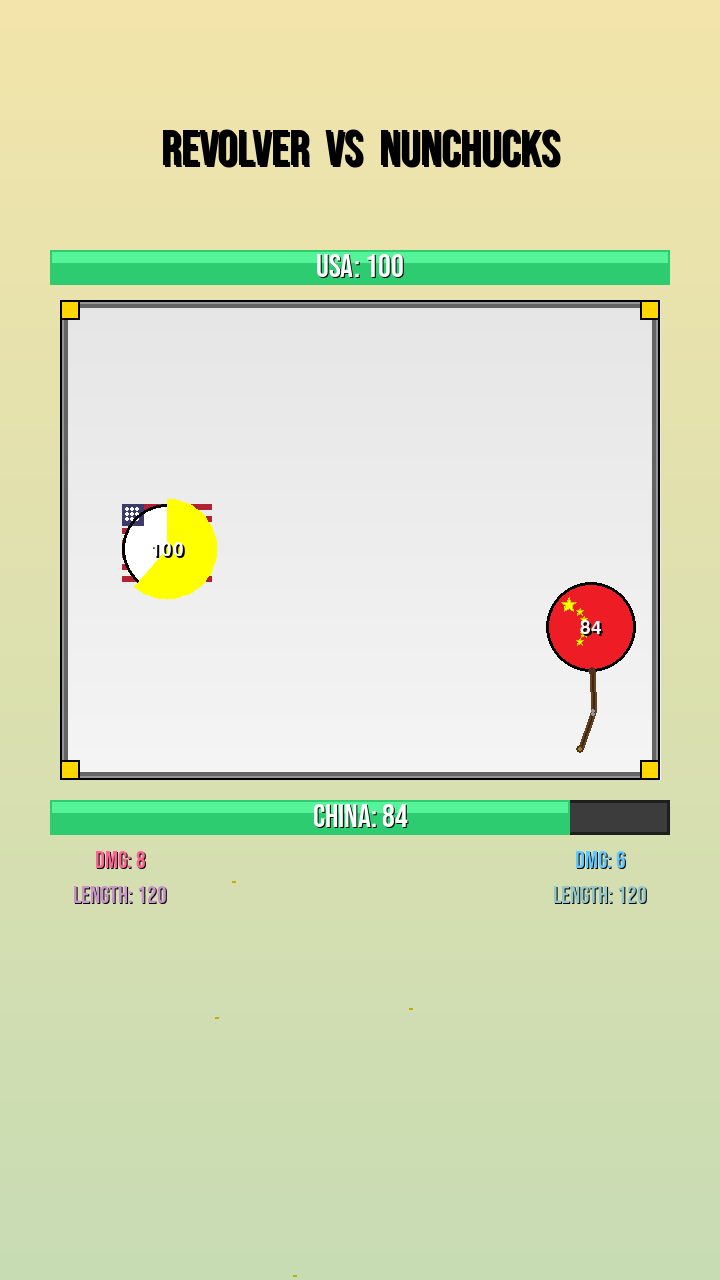 REVOLVER VS NUNCHUCKS
USA: 100
100
84
CHINA: 84
DMG: 8
DMG: 6
LENGTH: 120
LENGTH: 120